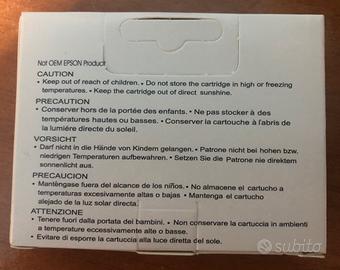 Not OEM EPSON Product
CAUTION
• Keep out of reach of children. • Do not store the cartridge in high or freezing
temperatures. • Keep the cartridge out of direct sunshine.
PRECAUTION
• Conserver hors de la portée des enfants. • Ne pas stocker à des
températures hautes ou basses. • Conserver la cartouche à l'abris de
la lumière directe du soleil.
VORSICHT
• Darf nicht in die Hände von Kindern gelangen. • Patrone nicht bei hohen bzw.
niedrigen Temperaturen aufbewahren. • Setzen Sie die Patrone nie direktem
sonnenlicht aus.
PRECAUCION
• Manténgase fuera del alcance de los niños. • No almacene el cartucho a
temperaturas excesivamente altas o bajas • Mantenga el cartucho
alejado de la luz solar directa.
ATTENZIONE
• Tenere fuori dalla portata dei bambini. • Non conservare la cartuccia in ambienti
a temperature eccessivamente alte o basse.
• Evitare di esporre la cartuccia alla luce diretta del sole.
subito